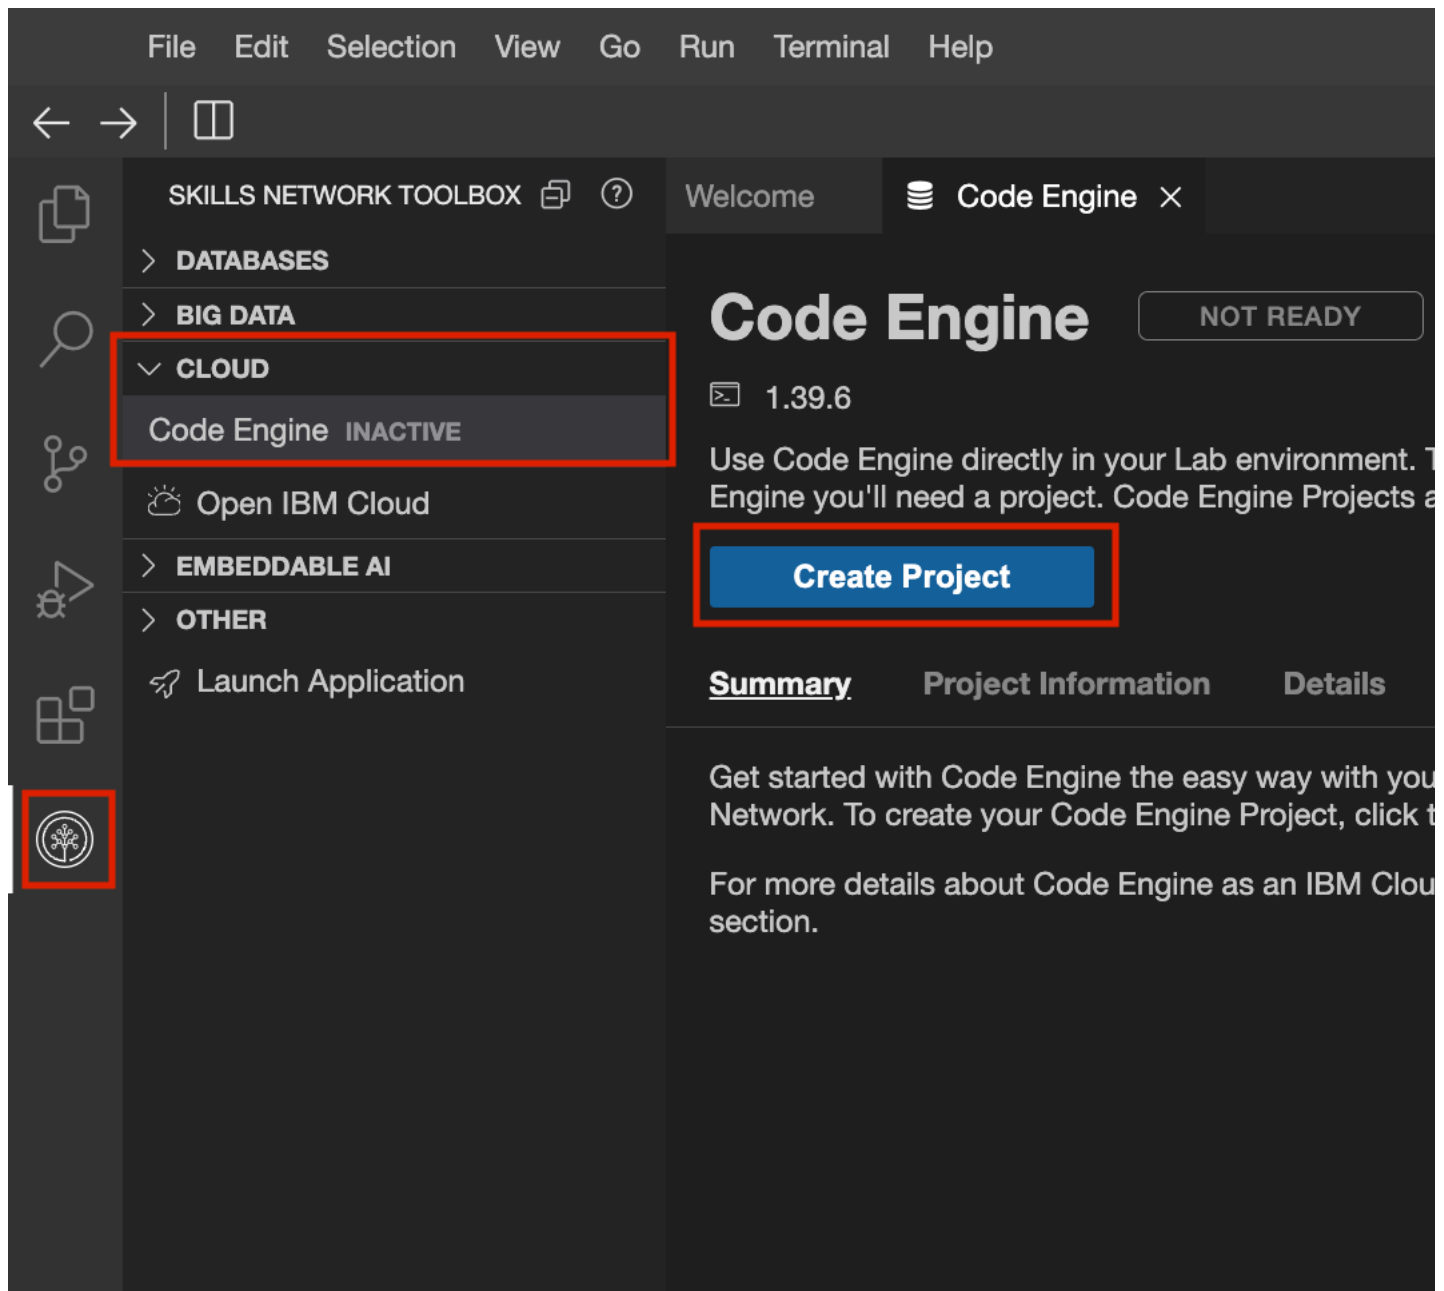 File Edit Selection View Go Run Terminal Help
SKILLS NETWORK TOOLBOX
DATABASES
BIG DATA
CLOUD
Code Engine INACTIVE
Open IBM Cloud
EMBEDDABLE AI
OTHER
Launch Application
Welcome Code Engine
Code Engine NOT READY
1.39.6
Use Code Engine directly in your Lab environment.
Engine you'll need a project. Code Engine Projects
Create Project
Summary Project Information Details
Get started with Code Engine the easy way with
Network. To create your Code Engine Project, click
For more details about Code Engine as an IBM
section.